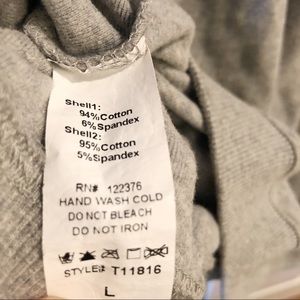 Shell1:
94%Cotton
6%Spandex
Shell2:
95%Cotton
5%Spandex
RN# 122376
HAND WASH COLD
DO NOT BLEACH
DO NOT IRON
STYLE# T11816
L